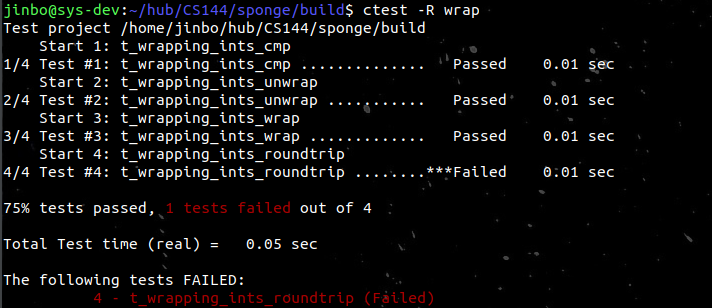 jinbo@sys-dev:~/hub/CS144/sponge/build$ ctest -R wrap
Test project /home/jinbo/hub/CS144/sponge/build
    Start 1: t_wrapping_ints_cmp
1/4 Test #1: t_wrapping_ints_cmp ..............   Passed    0.01 sec
    Start 2: t_wrapping_ints_unwrap
2/4 Test #2: t_wrapping_ints_unwrap ...........   Passed    0.01 sec
    Start 3: t_wrapping_ints_wrap
3/4 Test #3: t_wrapping_ints_wrap .............   Passed    0.01 sec
    Start 4: t_wrapping_ints_roundtrip
4/4 Test #4: t_wrapping_ints_roundtrip ........***Failed    0.01 sec

75% tests passed, 1 tests failed out of 4

Total Test time (real) =   0.05 sec

The following tests FAILED:
          4 - t_wrapping_ints_roundtrip (Failed)